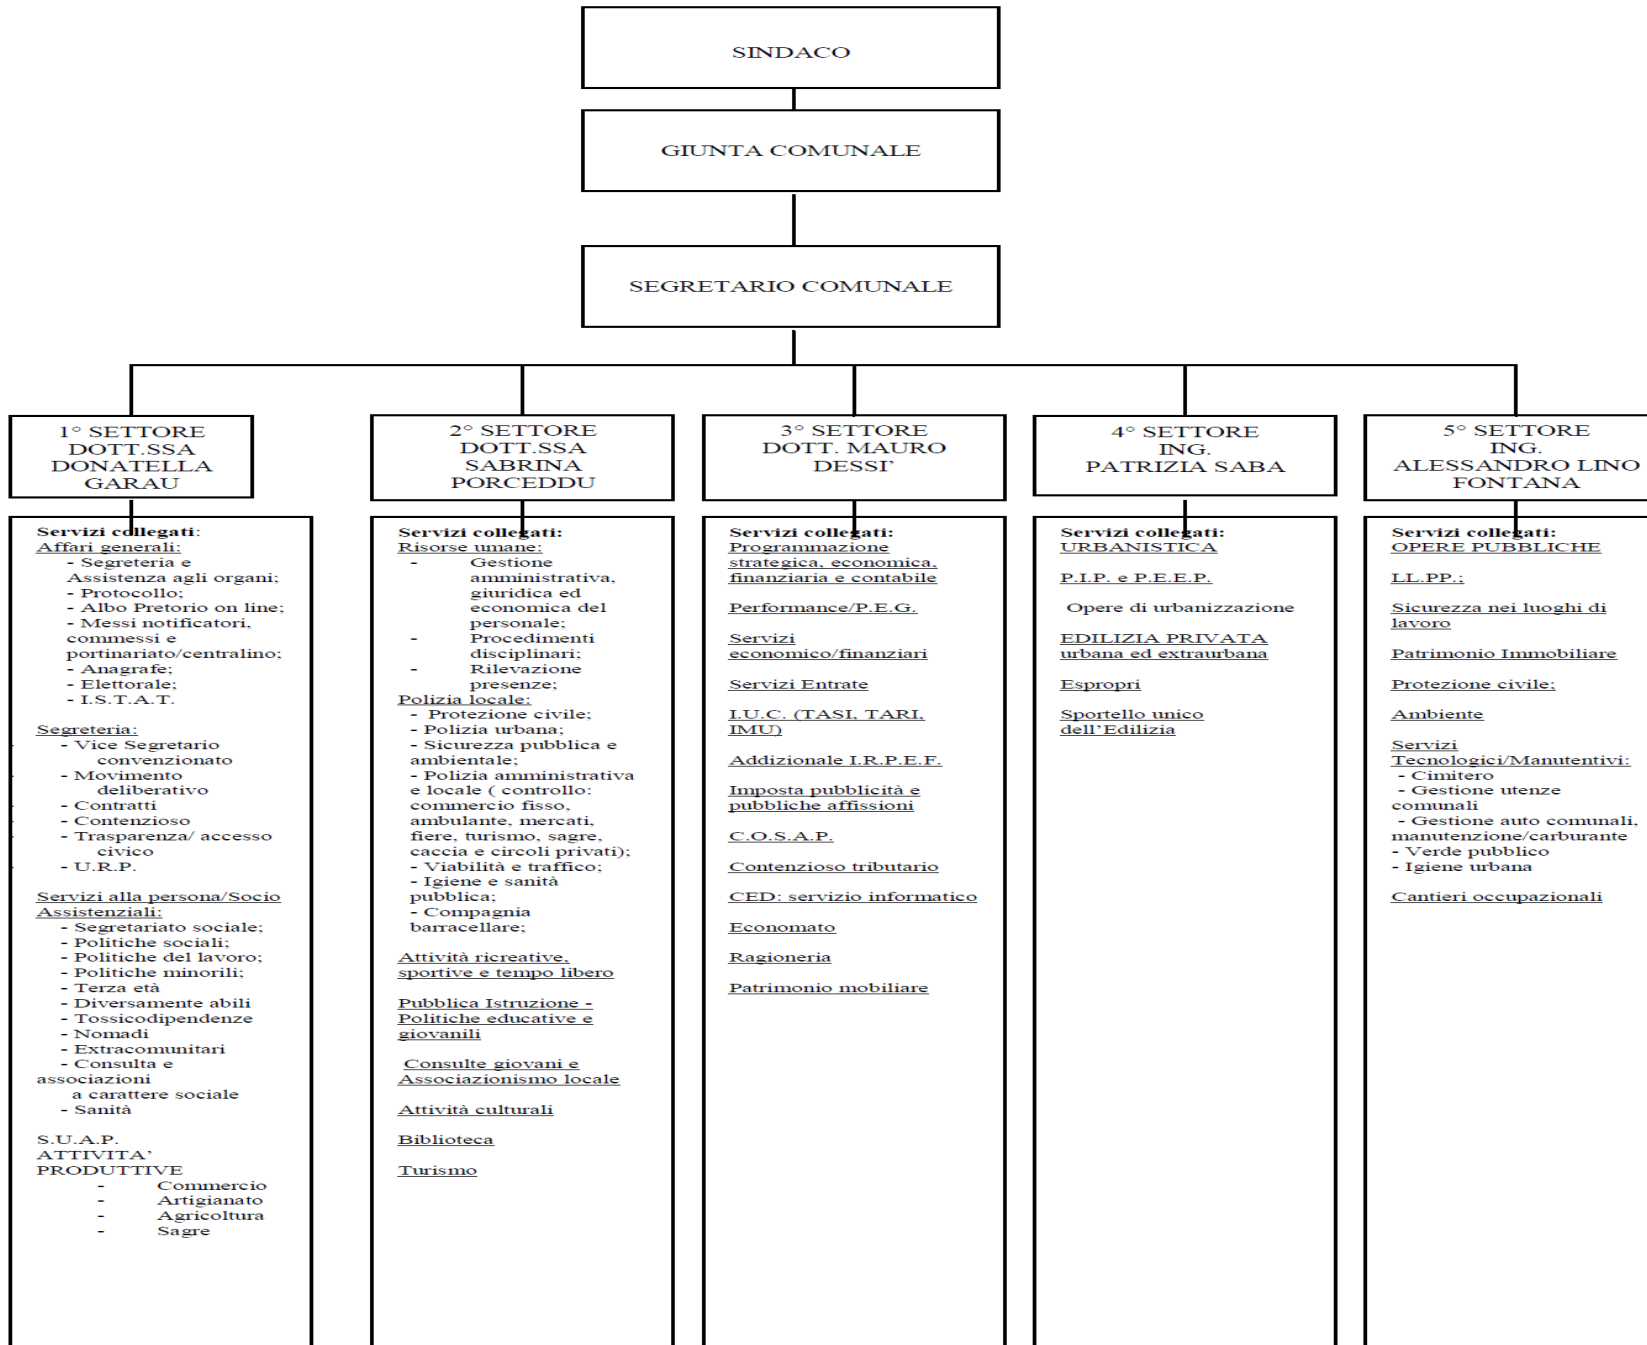 SINDACO
GIUNTA COMUNALE
SEGRETARIO COMUNALE
1° SETTORE
DOTT.SSA
DONATELLA
GARAU
2° SETTORE
DOTT.SSA
SABRINA
PORCEDDU
3° SETTORE
DOTT. MAURO
DESSI'
4° SETTORE
ING.
PATRIZIA SABA
5° SETTORE
ING.
ALESSANDRO LINO
FONTANA
Servizi collegati:
Affari generali:
- Segreteria e
Assistenza agli organi;
- Protocollo;
- Albo Pretorio on line;
- Messi notificatori,
commessi e
portinariato/centralino;
- Anagrafe;
- Elettorale;
- I.S.T.A.T.
Segreteria:
- - Vice Segretario
convenzionato
- - Movimento
deliberativo
- - Contratti
- - Contenzioso
- - Trasparenza/ accesso
civico
- - U.R.P.
Servizi alla persona/Socio
Assistenziali:
- Segretariato sociale;
- Politiche sociali;
- Politiche del lavoro;
- Politiche minorili;
- Terza età
- Diversamente abili
- Tossicodipendenze
- Nomadi
- Extracomunitari
- Consulta e
associazioni
a carattere sociale
- Sanità
S.U.A.P.
ATTIVITA'
PRODUTTIVE
- Commercio
- Artigianato
- Agricoltura
- Sagre
Servizi collegati:
Risorse umane:
- Gestione
amministrativa,
giuridica ed
economica del
personale;
- Procedimenti
disciplinari;
- Rilevazione
presenze;
Polizia locale:
- Protezione civile;
- Polizia urbana;
- Sicurezza pubblica e
ambientale;
- Polizia amministrativa
e locale ( controllo:
commercio fisso,
ambulante, mercati,
fiere, turismo, sagre,
caccia e circoli privati);
- Viabilità e traffico;
- Igiene e sanità
pubblica;
- Compagnia
barracellare;
Attività ricreative,
sportive e tempo libero
Pubblica Istruzione -
Politiche educative e
giovanili
Consulte giovani e
Associazionismo locale
Attività culturali
Biblioteca
Turismo
Servizi collegati:
Programmazione
strategica, economica,
finanziaria e contabile
Performance/P.E.G.
Servizi
economico/finanziari
Servizi Entrate
I.U.C. (TASI, TARI,
IMU)
Addizionale I.R.P.E.F.
Imposta pubblicità e
pubbliche affissioni
C.O.S.A.P.
Contenzioso tributario
CED: servizio informatico
Economato
Ragioneria
Patrimonio mobiliare
Servizi collegati:
URBANISTICA
P.I.P. e P.E.E.P.
Opere di urbanizzazione
EDILIZIA PRIVATA
urbana ed extraurbana
Espropri
Sportello unico
dell'Edilizia
Servizi collegati:
OPERE PUBBLICHE
LL.PP.;
Sicurezza nei luoghi di
lavoro
Patrimonio Immobiliare
Protezione civile;
Ambiente
Servizi
Tecnologici/Manutentivi:
- Cimitero
- Gestione utenze
comunali
- Gestione auto comunali,
manutenzione/carburante
- Verde pubblico
- Igiene urbana
Cantieri occupazionali